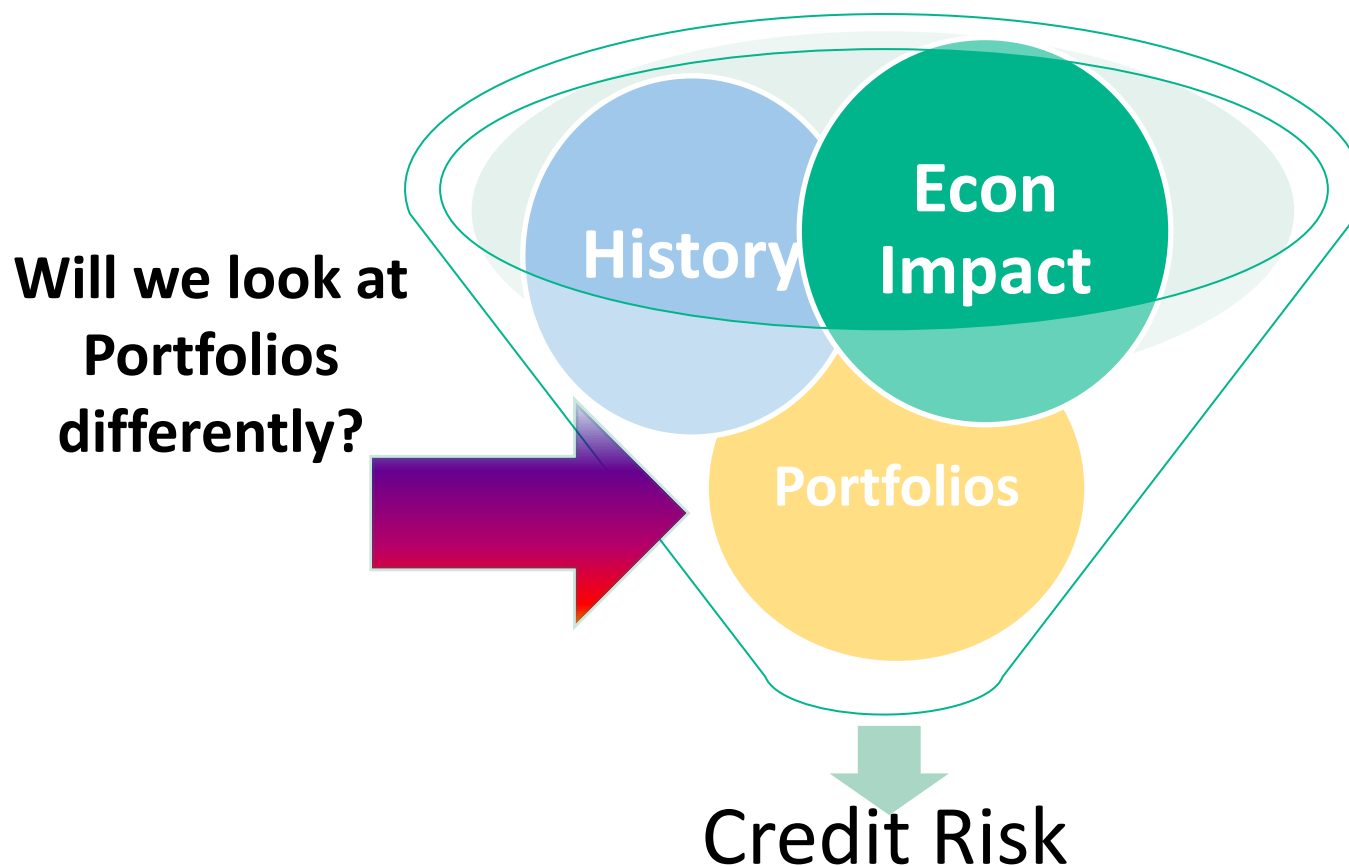 Will we look at
Portfolios
differently?
History
Econ
Impact
Portfolios
Credit Risk